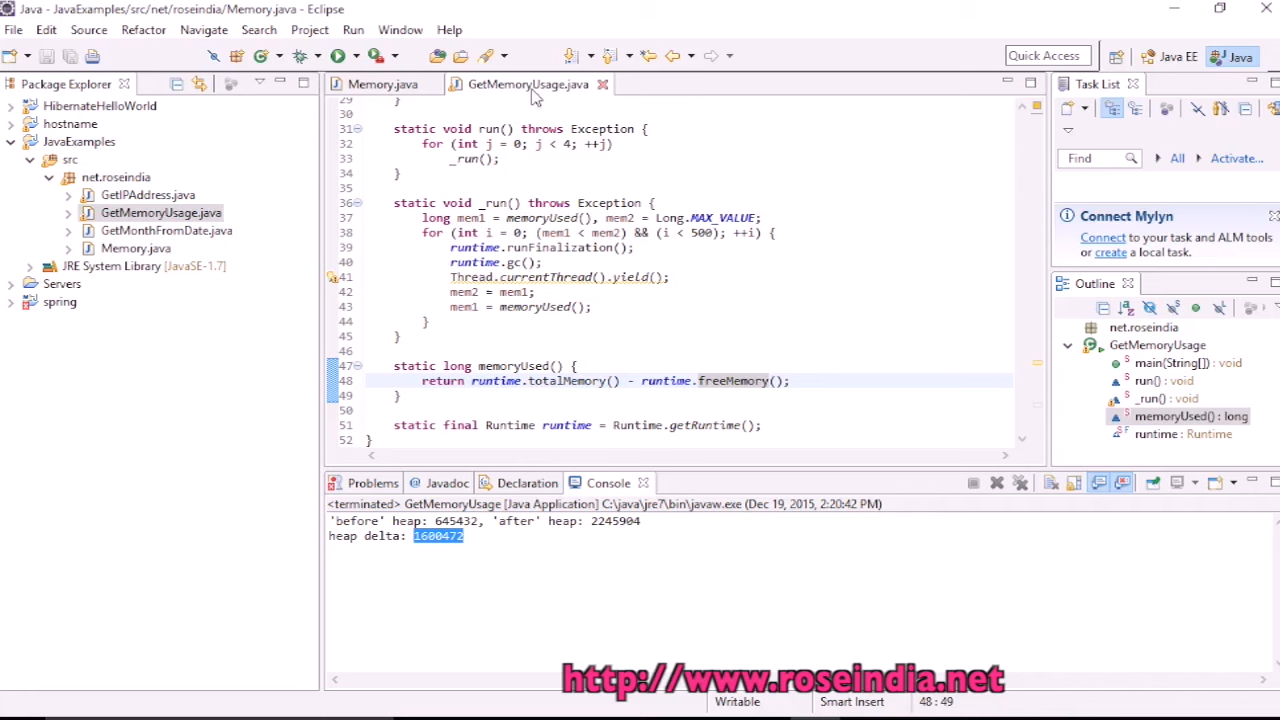 Java - JavaExamples/src/net/roseindia/Memory.java - Eclipse
File Edit Source Refactor Navigate Search Project Run Window Help
Quick Access
Java EE
Java
Package Explorer
HibernateHelloWorld
hostname
JavaExamples
src
net.roseindia
GetIPAddress.java
GetMemoryUsage.java
GetMonthFromDate.java
Memory.java
JRE System Library [JavaSE-1.7]
Servers
spring
Memory.java
GetMemoryUsage.java
29 }
30
31 static void run() throws Exception {
32 for (int j = 0; j < 4; ++j)
33 _run();
34 }
35
36 static void _run() throws Exception {
37 long mem1 = memoryUsed(), mem2 = Long.MAX_VALUE;
38 for (int i = 0; (mem1 < mem2) && (i < 500); ++i) {
39 runtime.runFinalization();
40 runtime.gc();
41 Thread.currentThread().yield();
42 mem2 = mem1;
43 mem1 = memoryUsed();
44 }
45 }
46
47 static long memoryUsed() {
48 return runtime.totalMemory() - runtime.freeMemory();
49 }
50
51 static final Runtime runtime = Runtime.getRuntime();
52 }
Task List
Find
All
Activate...
Connect Mylyn
Connect to your task and ALM tools
or create a local task.
Outline
net.roseindia
GetMemoryUsage
main(String[]) : void
run() : void
_run() : void
memoryUsed() : long
runtime : Runtime
Problems
Javadoc
Declaration
Console
<terminated> GetMemoryUsage [Java Application] C:\java\jre7\bin\javaw.exe (Dec 19, 2015, 2:20:42 PM)
'before' heap: 645432, 'after' heap: 2245904
heap delta: 1600472
http://www.roseindia.net
Writable
Smart Insert
48 : 49